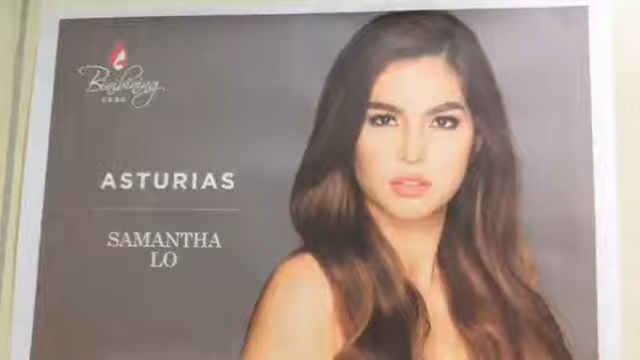 Binibining
CEBU
ASTURIAS
SAMANTHA
LO